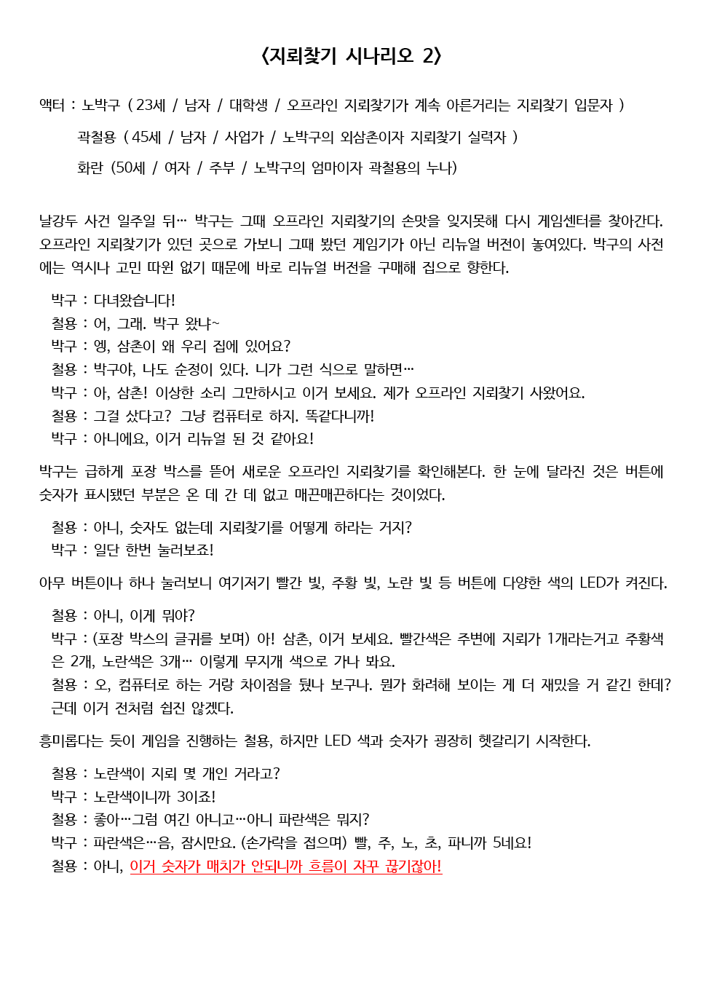 <지뢰찾기 시나리오 2>
액터 : 노박구 ( 23세 / 남자 / 대학생 / 오프라인 지뢰찾기가 계속 아른거리는 지뢰찾기 입문자 )
곽철용 ( 45세 / 남자 / 사업가 / 노박구의 외삼촌이자 지뢰찾기 실력자 )
화란 (50세 / 여자 / 주부 / 노박구의 엄마이자 곽철용의 누나)
날강두 사건 일주일 뒤… 박구는 그때 오프라인 지뢰찾기의 손맛을 잊지못해 다시 게임센터를 찾아간다.
오프라인 지뢰찾기가 있던 곳으로 가보니 그때 봤던 게임기가 아닌 리뉴얼 버전이 놓여있다. 박구의 사전
에는 역시나 고민 따윈 없기 때문에 바로 리뉴얼 버전을 구매해 집으로 향한다.
박구 : 다녀왔습니다!
철용 : 어, 그래. 박구 왔냐~
박구 : 엥, 삼촌이 왜 우리 집에 있어요?
철용 : 박구야, 나도 순정이 있다. 니가 그런 식으로 말하면…
박구 : 아, 삼촌! 이상한 소리 그만하시고 이거 보세요. 제가 오프라인 지뢰찾기 사왔어요.
철용 : 그걸 샀다고? 그냥 컴퓨터로 하지. 똑같다니까!
박구 : 아니에요, 이거 리뉴얼 된 것 같아요!
박구는 급하게 포장 박스를 뜯어 새로운 오프라인 지뢰찾기를 확인해본다. 한 눈에 달라진 것은 버튼에
숫자가 표시됐던 부분은 온 데 간 데 없고 매끈매끈하다는 것이었다.
철용 : 아니, 숫자도 없는데 지뢰찾기를 어떻게 하라는 거지?
박구 : 일단 한번 눌러보죠!
아무 버튼이나 하나 눌러보니 여기저기 빨간 빛, 주황 빛, 노란 빛 등 버튼에 다양한 색의 LED가 켜진다.
철용 : 아니, 이게 뭐야?
박구 : (포장 박스의 글귀를 보며) 아! 삼촌, 이거 보세요. 빨간색은 주변에 지뢰가 1개라는거고 주황색
은 2개, 노란색은 3개… 이렇게 무지개 색으로 가나 봐요.
철용 : 오, 컴퓨터로 하는 거랑 차이점을 뒀나 보구나. 뭔가 화려해 보이는 게 더 재밌을 거 같긴 한데?
근데 이거 전처럼 쉽진 않겠다.
흥미롭다는 듯이 게임을 진행하는 철용, 하지만 LED 색과 숫자가 굉장히 헷갈리기 시작한다.
철용 : 노란색이 지뢰 몇 개인 거라고?
박구 : 노란색이니까 3이죠!
철용 : 좋아…그럼 여긴 아니고…아니 파란색은 뭐지?
박구 : 파란색은…음, 잠시만요. (손가락을 접으며) 빨, 주, 노, 초, 파니까 5네요!
철용 : 아니, 이거 숫자가 매치가 안되니까 흐름이 자꾸 끊기잖아!